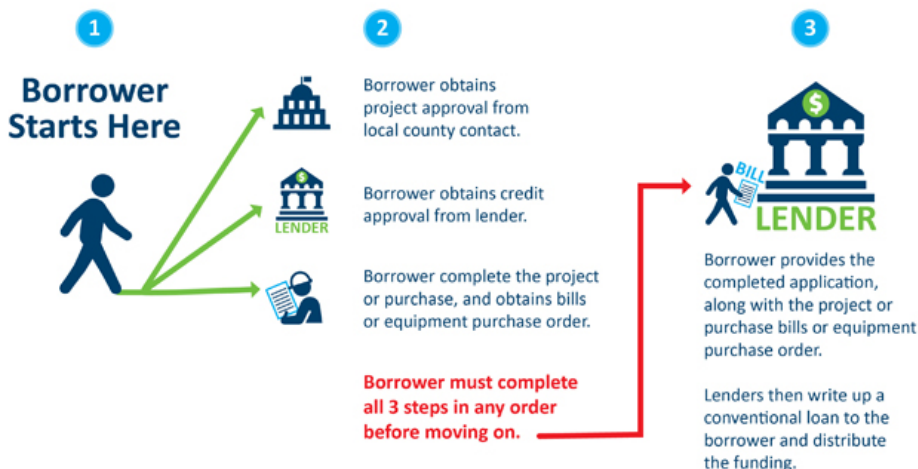 1
Borrower
Starts Here
2
Borrower obtains
project approval from
local county contact.
$
LENDER
Borrower obtains credit
approval from lender.
Borrower complete the project
or purchase, and obtains bills
or equipment purchase order.
Borrower must complete
all 3 steps in any order
before moving on.
3
$
BILL
LENDER
Borrower provides the
completed application,
along with the project or
purchase bills or equipment
purchase order.
Lenders then write up a
conventional loan to the
borrower and distribute
the funding.